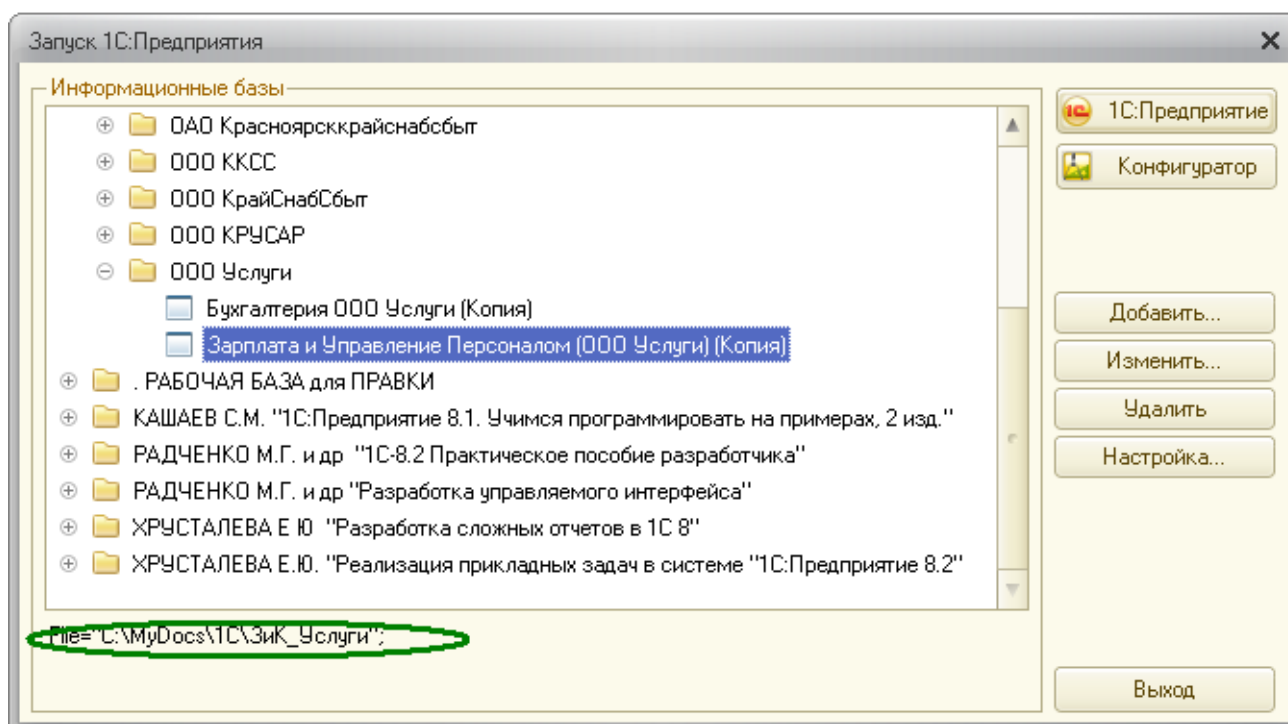 Запуск 1С:Предприятия
Информационные базы
ОАО Красноярсккрайснабсбыт
ООО ККСС
ООО КрайСнабСбыт
ООО КРУСАР
ООО Услуги
Бухгалтерия ООО Услуги (Копия)
Зарплата и Управление Персоналом (ООО Услуги) (Копия)
. РАБОЧАЯ БАЗА для ПРАВКИ
КАШАЕВ С.М. "1С:Предприятие 8.1. Учимся программировать на примерах, 2 изд."
РАДЧЕНКО М.Г. и др "1С-8.2 Практическое пособие разработчика"
РАДЧЕНКО М.Г. и др "Разработка управляемого интерфейса"
ХРУСТАЛЕВА Е Ю "Разработка сложных отчетов в 1С 8"
ХРУСТАЛЕВА Е.Ю. "Реализация прикладных задач в системе "1С:Предприятие 8.2"
File="C:\MyDocs\1C\ЗиК_Услуги";
1С:Предприятие
Конфигуратор
Добавить...
Изменить...
Удалить
Настройка...
Выход